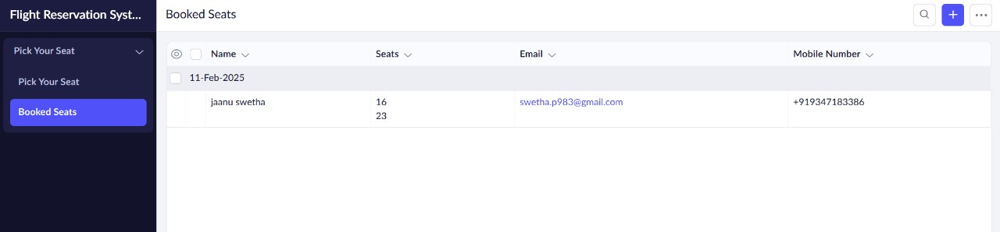 Flight Reservation Syst...
Booked Seats
Pick Your Seat
Pick Your Seat
Booked Seats
Name Seats Email Mobile Number
11-Feb-2025
jaanu swetha 16 swetha.p983@gmail.com +919347183386
23